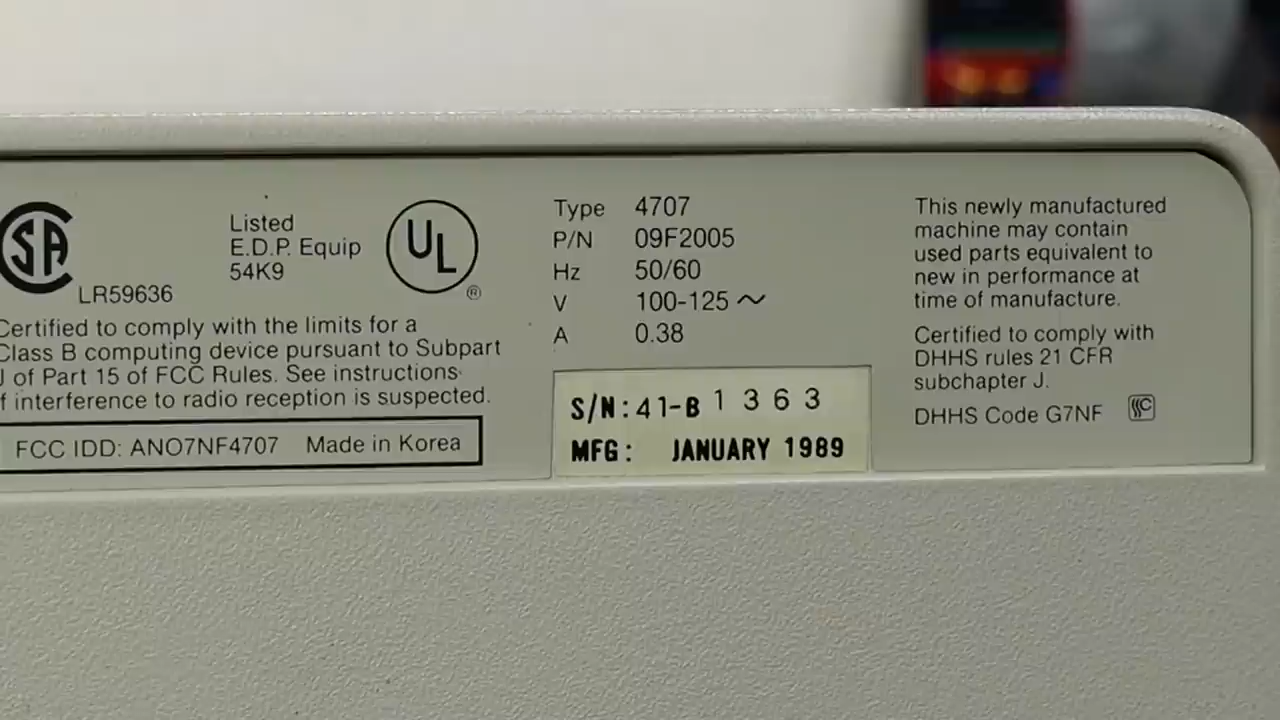 SA
LR59636
Listed
E.D.P. Equip
54K9
UL
®
Certified to comply with the limits for a
Class B computing device pursuant to Subpart
J of Part 15 of FCC Rules. See instructions
if interference to radio reception is suspected.
FCC IDD: ANO7NF4707 Made in Korea
Type 4707
P/N 09F2005
Hz 50/60
V 100-125 ~
A 0.38
S/N: 41-B 1363
MFG: JANUARY 1989
This newly manufactured
machine may contain
used parts equivalent to
new in performance at
time of manufacture.
Certified to comply with
DHHS rules 21 CFR
subchapter J.
DHHS Code G7NF